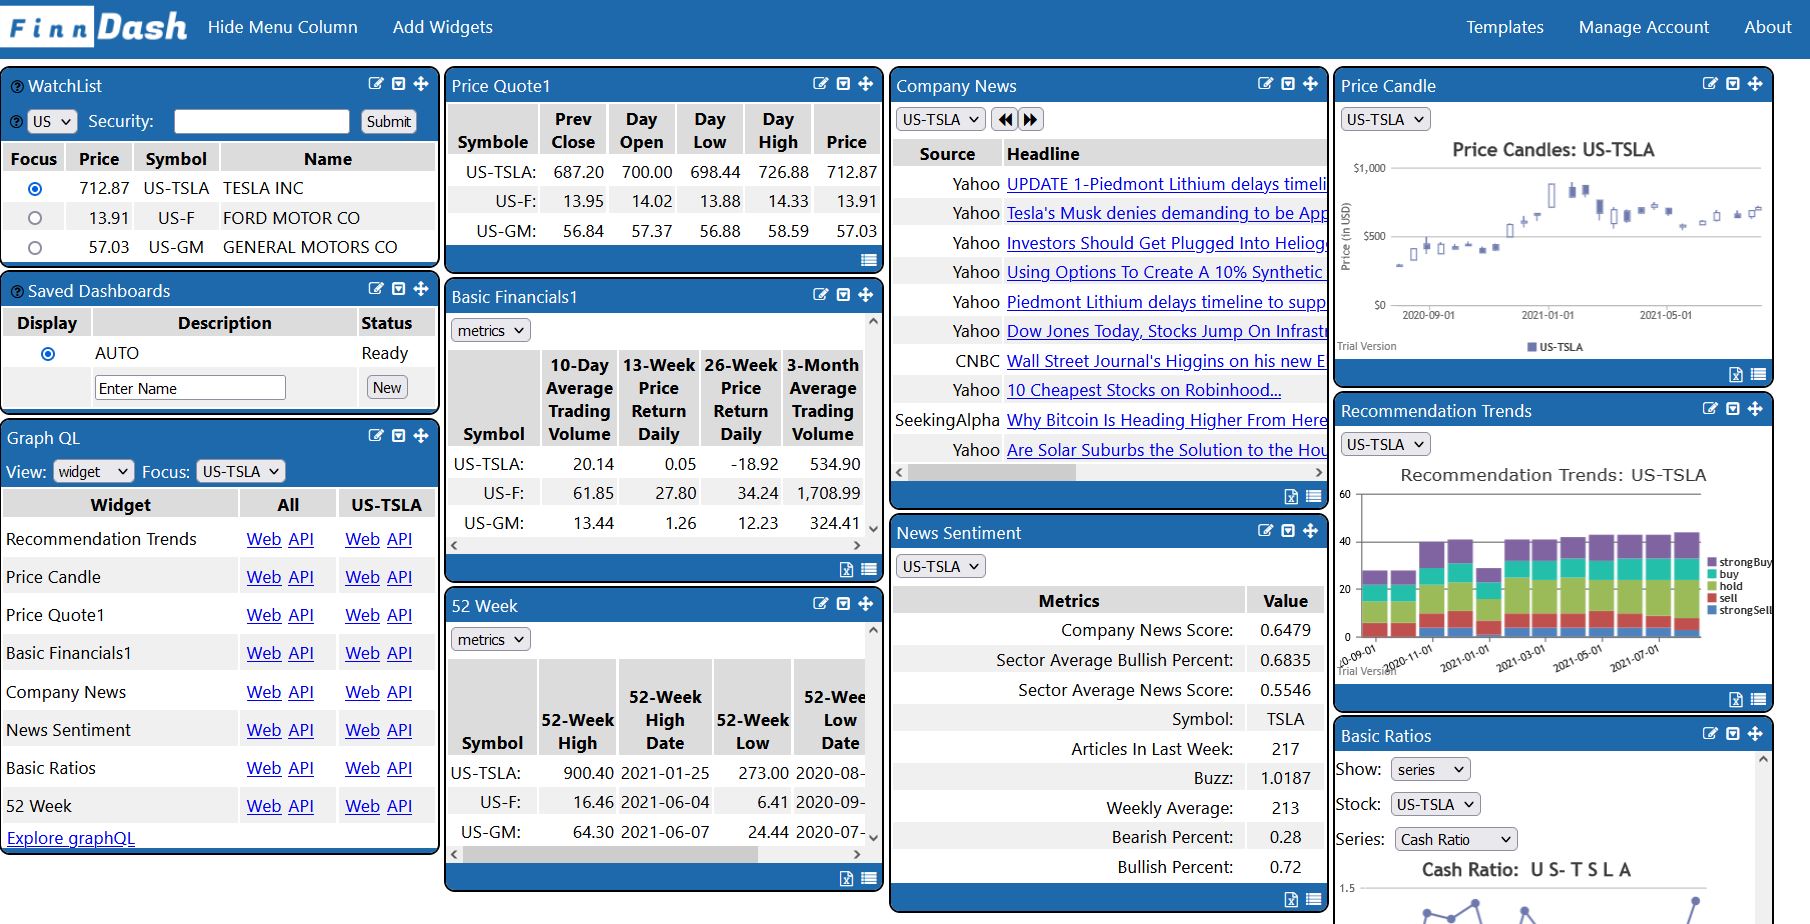 FinnDash Hide Menu Column Add Widgets Templates Manage Account About
WatchList
US Security: Submit
Focus Price Symbol Name
712.87 US-TSLA TESLA INC
13.91 US-F FORD MOTOR CO
57.03 US-GM GENERAL MOTORS CO
Saved Dashboards
Display Description Status
AUTO Ready
Enter Name New
Graph QL
View: widget Focus: US-TSLA
Widget All US-TSLA
Recommendation Trends Web API Web API
Price Candle Web API Web API
Price Quote1 Web API Web API
Basic Financials1 Web API Web API
Company News Web API Web API
News Sentiment Web API Web API
Basic Ratios Web API Web API
52 Week Web API Web API
Explore graphQL
Price Quote1
Symbole Prev Close Day Open Day Low Day High Price
US-TSLA: 687.20 700.00 698.44 726.88 712.87
US-F: 13.95 14.02 13.88 14.33 13.91
US-GM: 56.84 57.37 56.88 58.59 57.03
Basic Financials1
metrics
Symbol 10-Day Average Trading Volume 13-Week Price Return Daily 26-Week Price Return Daily 3-Month Average Trading Volume
US-TSLA: 20.14 0.05 -18.92 534.90
US-F: 61.85 27.80 34.24 1,708.99
US-GM: 13.44 1.26 12.23 324.41
52 Week
metrics
Symbol 52-Week High 52-Week High Date 52-Week Low 52-Wee Low Date
US-TSLA: 900.40 2021-01-25 273.00 2020-08-
US-F: 16.46 2021-06-04 6.41 2020-09-
US-GM: 64.30 2021-06-07 24.44 2020-07-
Company News
US-TSLA
Source Headline
Yahoo UPDATE 1-Piedmont Lithium delays timeli
Yahoo Tesla's Musk denies demanding to be App
Yahoo Investors Should Get Plugged Into Heliog
Yahoo Using Options To Create A 10% Synthetic
Yahoo Piedmont Lithium delays timeline to supp
Yahoo Dow Jones Today, Stocks Jump On Infrast
CNBC Wall Street Journal's Higgins on his new E
Yahoo 10 Cheapest Stocks on Robinhood...
SeekingAlpha Why Bitcoin Is Heading Higher From Here
Yahoo Are Solar Suburbs the Solution to the Hou
News Sentiment
US-TSLA
Metrics Value
Company News Score: 0.6479
Sector Average Bullish Percent: 0.6835
Sector Average News Score: 0.5546
Symbol: TSLA
Articles In Last Week: 217
Buzz: 1.0187
Weekly Average: 213
Bearish Percent: 0.28
Bullish Percent: 0.72
Price Candle
US-TSLA
Price Candles: US-TSLA
$1,000
$500
$0
Price (in USD)
2020-09-01 2021-01-01 2021-05-01
Trial Version
US-TSLA
Recommendation Trends
US-TSLA
Recommendation Trends: US-TSLA
60
40
20
0
strongBuy
buy
hold
sell
strongSell
20-09-01 2020-11-01 2021-01-01 2021-03-01 2021-05-01 2021-07-01
Trial Version
Basic Ratios
Show: series
Stock: US-TSLA
Series: Cash Ratio
Cash Ratio: US-TSLA
1.5